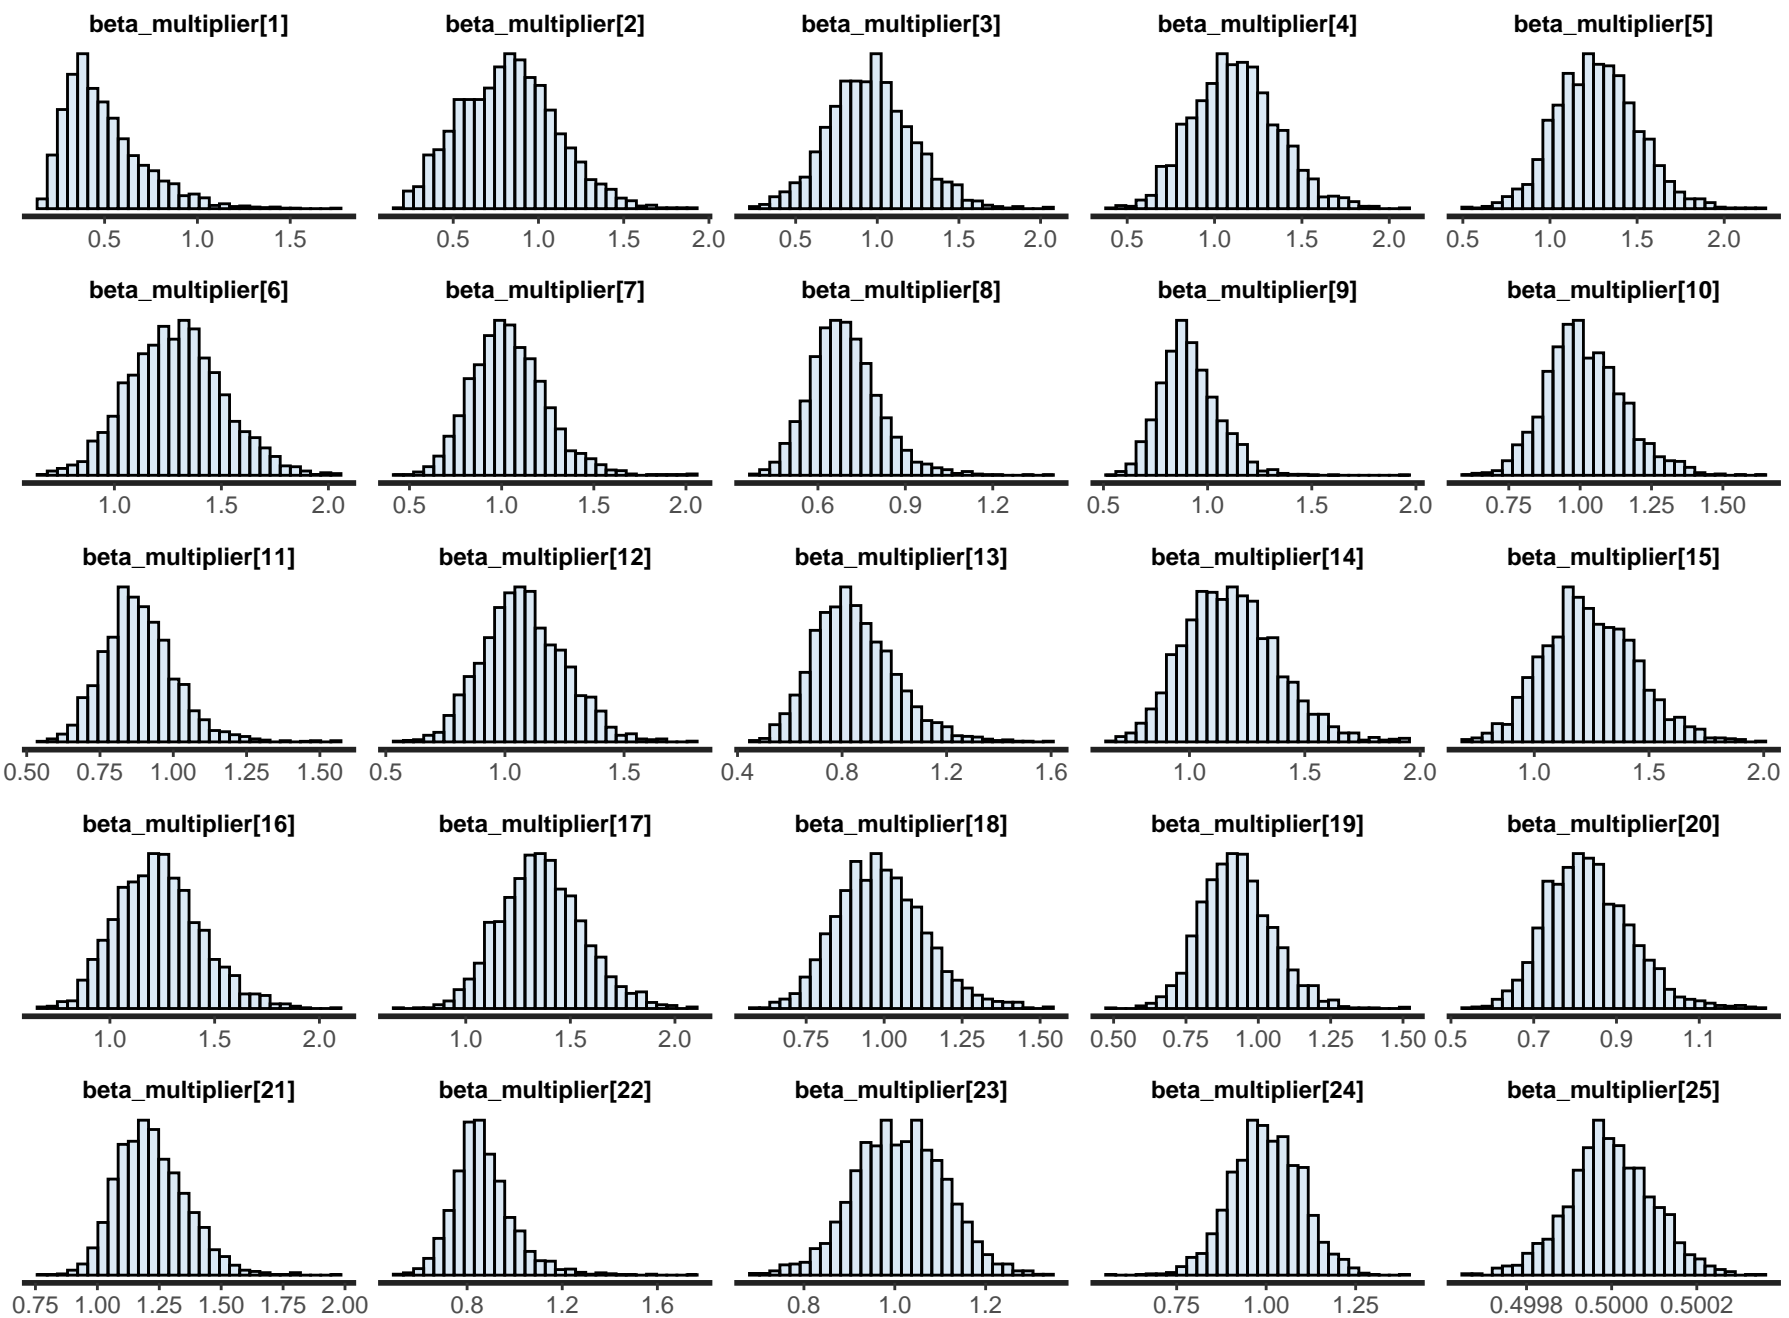 beta_multiplier[1] beta_multiplier[2] beta_multiplier[3] beta_multiplier[4] beta_multiplier[5]
0.5 1.0 1.5 0.5 1.0 1.5 2.0 0.5 1.0 1.5 2.0 0.5 1.0 1.5 2.0 0.5 1.0 1.5 2.0
beta_multiplier[6] beta_multiplier[7] beta_multiplier[8] beta_multiplier[9] beta_multiplier[10]
1.0 1.5 2.0 0.5 1.0 1.5 2.0 0.6 0.9 1.2 0.5 1.0 1.5 2.0 0.75 1.00 1.25 1.50
beta_multiplier[11] beta_multiplier[12] beta_multiplier[13] beta_multiplier[14] beta_multiplier[15]
0.50 0.75 1.00 1.25 1.50 0.5 1.0 1.5 0.4 0.8 1.2 1.6 1.0 1.5 2.0 1.0 1.5 2.0
beta_multiplier[16] beta_multiplier[17] beta_multiplier[18] beta_multiplier[19] beta_multiplier[20]
1.0 1.5 2.0 1.0 1.5 2.0 0.75 1.00 1.25 1.50 0.50 0.75 1.00 1.25 1.50 0.5 0.7 0.9 1.1
beta_multiplier[21] beta_multiplier[22] beta_multiplier[23] beta_multiplier[24] beta_multiplier[25]
0.75 1.00 1.25 1.50 1.75 2.00 0.8 1.2 1.6 0.8 1.0 1.2 0.75 1.00 1.25 0.4998 0.5000 0.5002